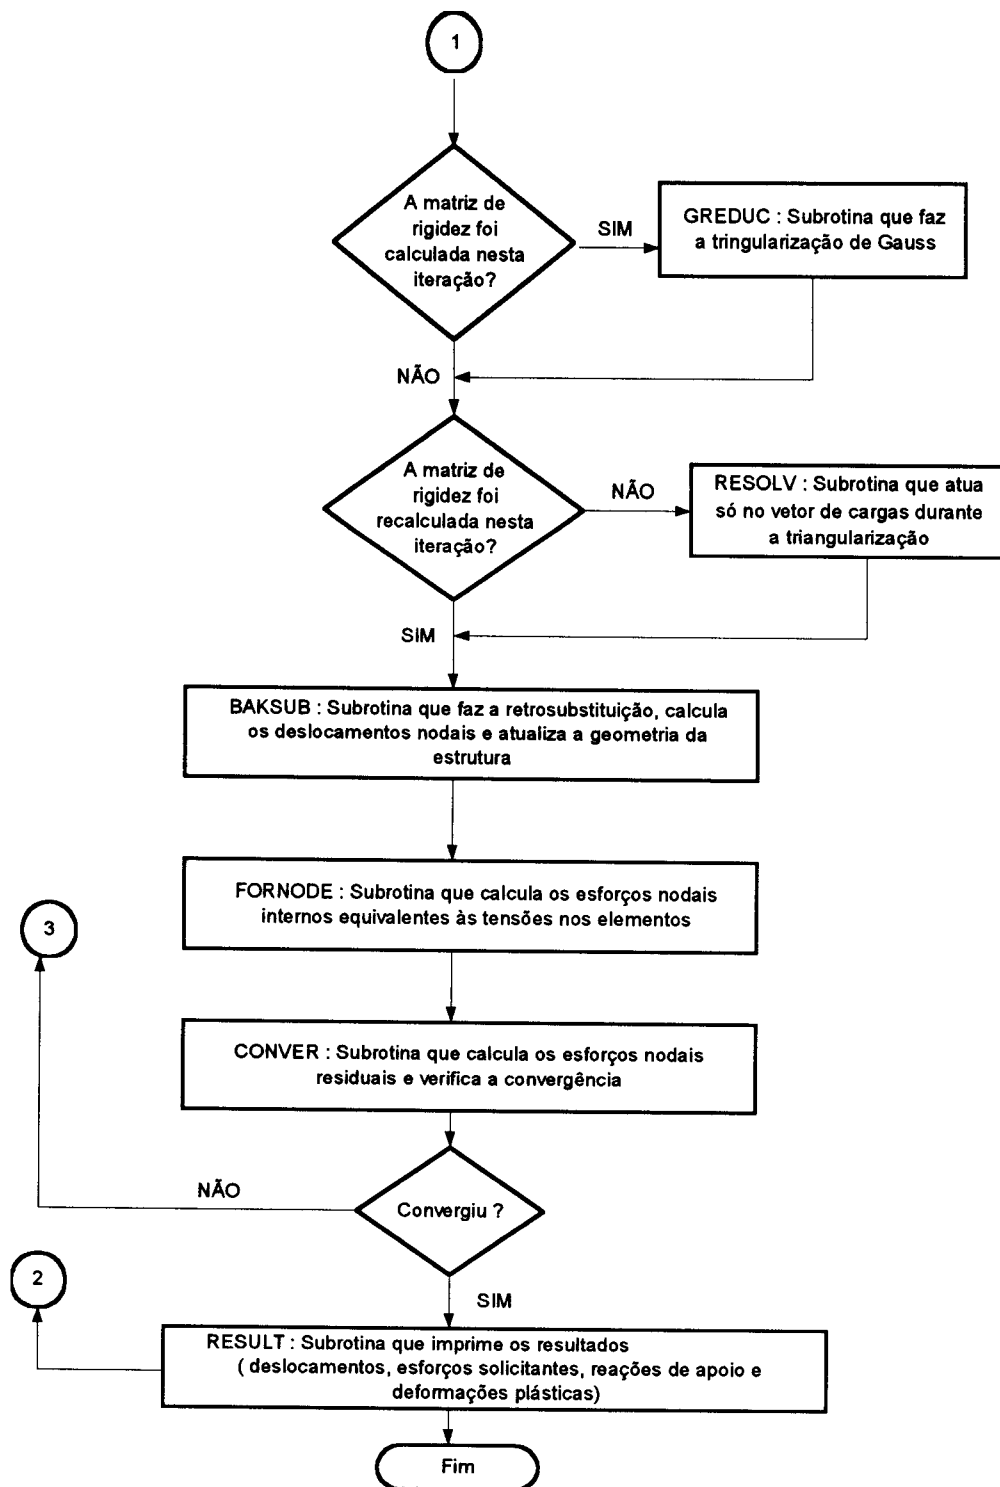 1
A matriz de
rigidez foi
calculada nesta
iteração?
SIM
GREDUC : Subrotina que faz
a tringularização de Gauss
NÃO
A matriz de
rigidez foi
recalculada nesta
iteração?
NÃO
RESOLV : Subrotina que atua
só no vetor de cargas durante
a triangularização
SIM
BAKSUB : Subrotina que faz a retrosubstituição, calcula
os deslocamentos nodais e atualiza a geometria da
estrutura
FORNODE : Subrotina que calcula os esforços nodais
internos equivalentes às tensões nos elementos
3
CONVER : Subrotina que calcula os esforços nodais
residuais e verifica a convergência
NÃO
Convergiu ?
2
SIM
RESULT : Subrotina que imprime os resultados
( deslocamentos, esforços solicitantes, reações de apoio e
deformações plásticas)
Fim